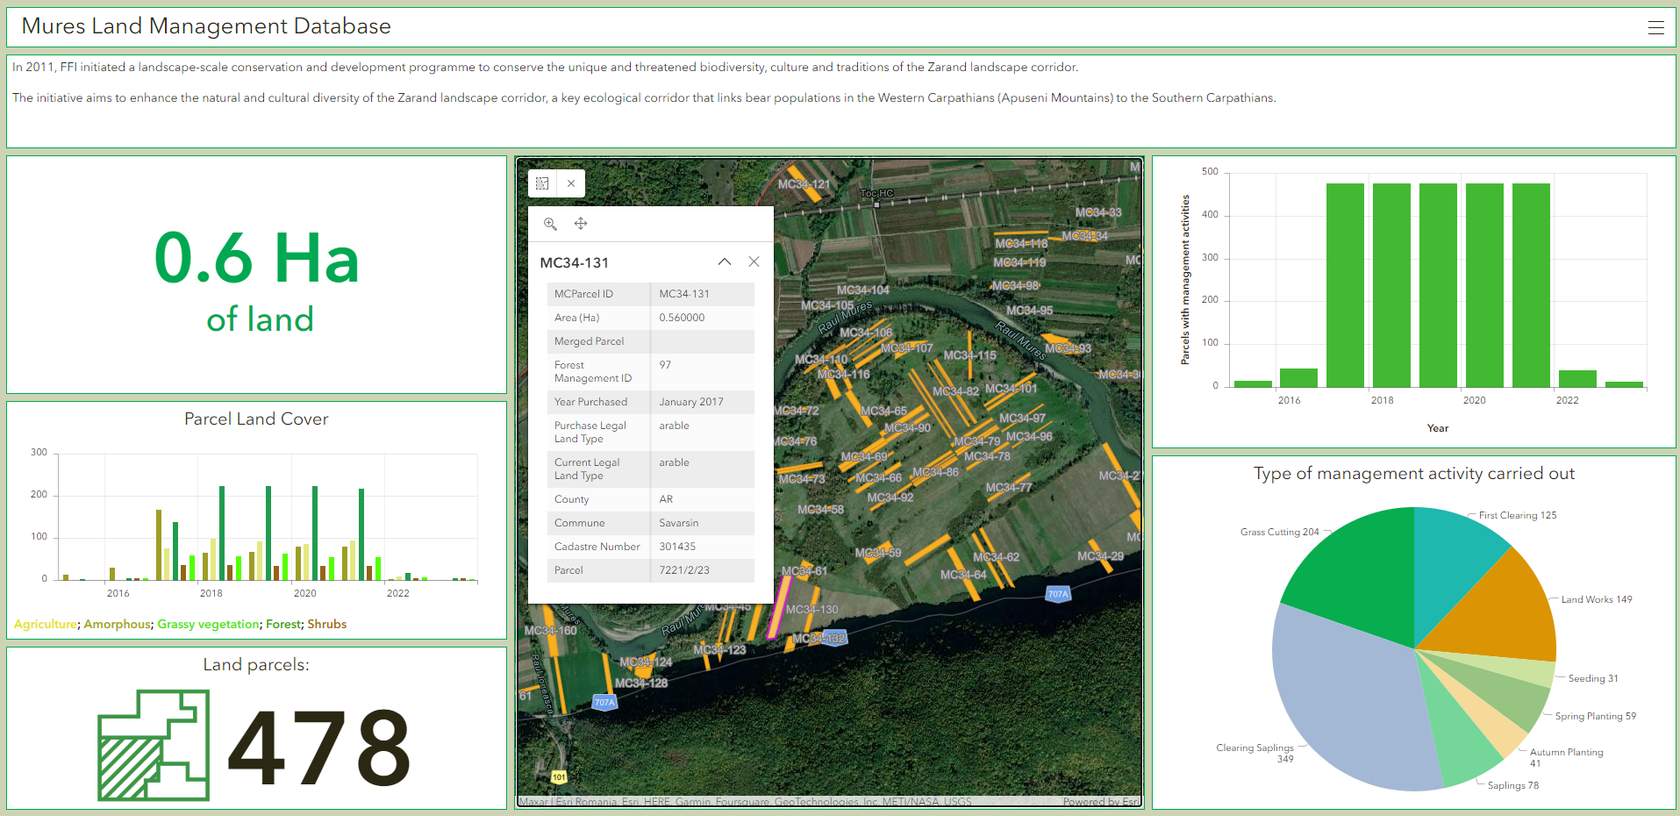 Mures Land Management Database
In 2011, FFI initiated a landscape-scale conservation and development programme to conserve the unique and threatened biodiversity, culture and traditions of the Zarand landscape corridor.
The initiative aims to enhance the natural and cultural diversity of the Zarand landscape corridor, a key ecological corridor that links bear populations in the Western Carpathians (Apuseni Mountains) to the Southern Carpathians.
0.6 Ha
of land
Parcel Land Cover
300
200
100
0
2016
2018
2020
2022
Agriculture; Amorphous; Grassy vegetation; Forest; Shrubs
Land parcels:
478
MC34-131
MCParcel ID MC34-131
Area (Ha) 0.560000
Merged Parcel
Forest
Management ID 97
Year Purchased January 2017
Purchase Legal
Land Type arable
Current Legal
Land Type arable
County AR
Commune Savarsin
Cadastre Number 301435
Parcel 7221/2/23
MC34-121
Toc HC
MC34-33
MC34-34
MC34-118
MC34-119
MC34-98
MC34-104
MC34-105
MC34-95
Raul Mures
Raul Mures
MC34-106
MC34-107
MC34-93
MC34-110
MC34-115
MC34-116
MC34-82
MC34-101
MC34-72
MC34-65
MC34-97
MC34-90
MC34-96
MC34-76
MC34-79
MC34-69
MC34-78
MC34-73
MC34-66
MC34-86
MC34-77
MC34-92
MC34-58
MC34-59
MC34-62
MC34-29
MC34-61
MC34-64
707A
MC34-45
MC34-130
MC34-160
MC34-132
MC34-123
MC34-124
MC34-128
61
707A
101
Maxar | Esri Romania, Esri, HERE, Garmin, Foursquare, GeoTechnologies, Inc, METI/NASA, USGS
Powered by Esri
Parcels with management activities
500
400
300
200
100
0
2016
2018
2020
2022
Year
Type of management activity carried out
First Clearing 125
Grass Cutting 204
Land Works 149
Seeding 31
Spring Planting 59
Autumn Planting
41
Clearing Saplings
349
Saplings 78